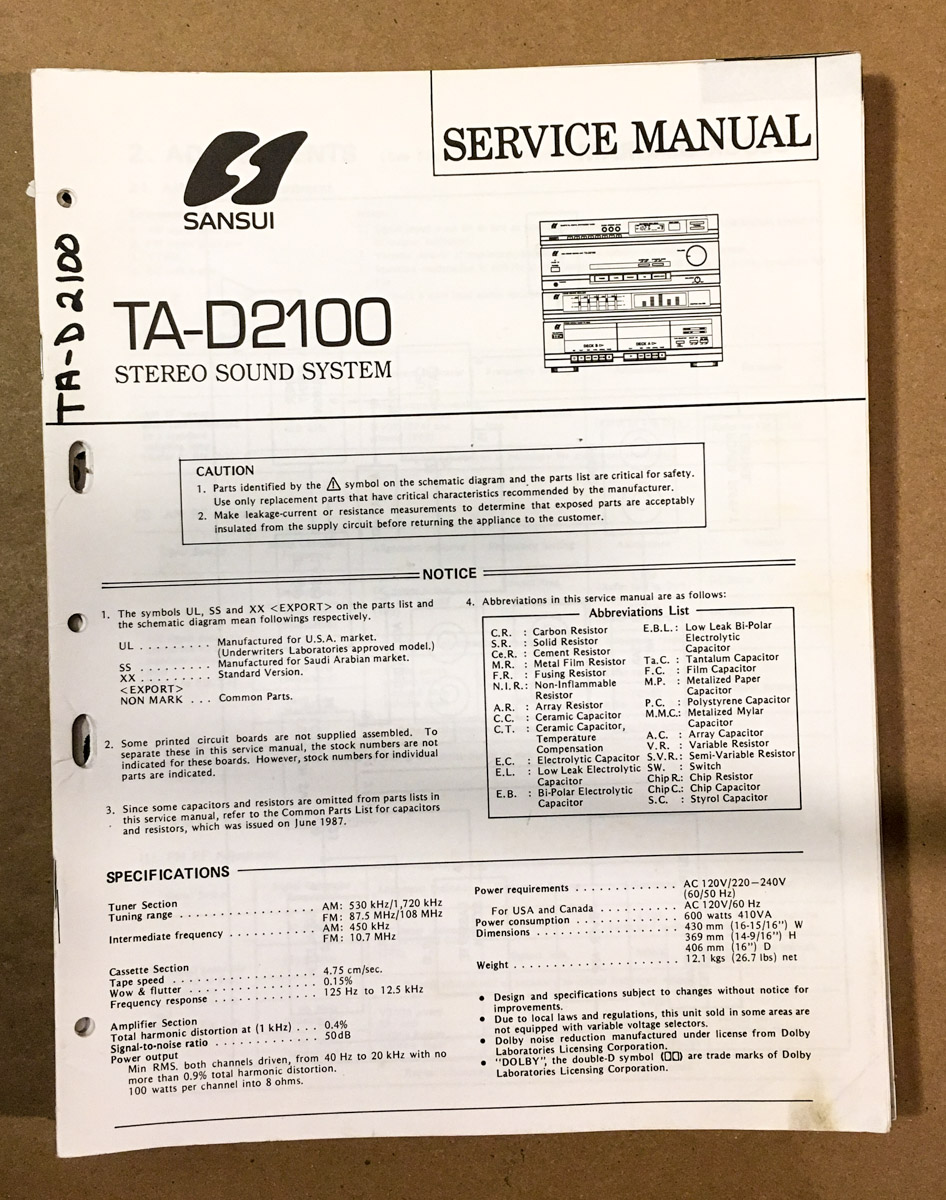 SERVICE MANUAL
SANSUI
TA-D2100
TA-D2100
STEREO SOUND SYSTEM
DECK B
DECK A
CAUTION
1. Parts identified by the ⚠ symbol on the schematic diagram and the parts list are critical for safety.
Use only replacement parts that have critical characteristics recommended by the manufacturer.
2. Make leakage-current or resistance measurements to determine that exposed parts are acceptably
insulated from the supply circuit before returning the appliance to the customer.
NOTICE
1. The symbols UL, SS and XX <EXPORT> on the parts list and
the schematic diagram mean followings respectively.
UL . . . . . . . . . Manufactured for U.S.A. market.
(Underwriters Laboratories approved model.)
SS . . . . . . . . . Manufactured for Saudi Arabian market.
XX . . . . . . . . . Standard Version.
<EXPORT>
NON MARK . . . Common Parts.
2. Some printed circuit boards are not supplied assembled. To
separate these in this service manual, the stock numbers are not
indicated for these boards. However, stock numbers for individual
parts are indicated.
3. Since some capacitors and resistors are omitted from parts lists in
this service manual, refer to the Common Parts List for capacitors
and resistors, which was issued on June 1987.
4. Abbreviations in this service manual are as follows:
Abbreviations List
C.R. : Carbon Resistor
S.R. : Solid Resistor
Ce.R. : Cement Resistor
M.R. : Metal Film Resistor
F.R. : Fusing Resistor
N.I.R.: Non-Inflammable
Resistor
A.R. : Array Resistor
C.C. : Ceramic Capacitor
C.T. : Ceramic Capacitor,
Temperature
Compensation
E.C. : Electrolytic Capacitor
E.L. : Low Leak Electrolytic
Capacitor
E.B. : Bi-Polar Electrolytic
Capacitor
E.B.L.: Low Leak Bi-Polar
Electrolytic
Capacitor
Ta.C. : Tantalum Capacitor
F.C. : Film Capacitor
M.P. : Metalized Paper
Capacitor
P.C. : Polystyrene Capacitor
M.M.C.: Metalized Mylar
Capacitor
A.C. : Array Capacitor
V.R. : Variable Resistor
S.V.R.: Semi-Variable Resistor
SW. : Switch
Chip R.: Chip Resistor
Chip C.: Chip Capacitor
S.C. : Styrol Capacitor
SPECIFICATIONS
Tuner Section
Tuning range . . . . . . . . . . . . . . . . . AM: 530 kHz/1,720 kHz
FM: 87.5 MHz/108 MHz
Intermediate frequency . . . . . . . . . . AM: 450 kHz
FM: 10.7 MHz
Cassette Section
Tape speed . . . . . . . . . . . . . . . . . . 4.75 cm/sec.
Wow & flutter . . . . . . . . . . . . . . . . 0.15%
Frequency response . . . . . . . . . . . . . 125 Hz to 12.5 kHz
Amplifier Section
Total harmonic distortion at (1 kHz) . . . 0.4%
Signal-to-noise ratio . . . . . . . . . . . . . 50dB
Power output
Min RMS. both channels driven, from 40 Hz to 20 kHz with no
more than 0.9% total harmonic distortion.
100 watts per channel into 8 ohms.
Power requirements . . . . . . . . . . . . . AC 120V/220–240V
(60/50 Hz)
For USA and Canada . . . . . . . . . . AC 120V/60 Hz
Power consumption . . . . . . . . . . . . . 600 watts 410VA
Dimensions . . . . . . . . . . . . . . . . . . 430 mm (16-15/16") W
369 mm (14-9/16") H
406 mm (16") D
Weight . . . . . . . . . . . . . . . . . . . . . 12.1 kgs (26.7 lbs) net
● Design and specifications subject to changes without notice for
improvements.
● Due to local laws and regulations, this unit sold in some areas are
not equipped with variable voltage selectors.
● Dolby noise reduction manufactured under license from Dolby
Laboratories Licensing Corporation.
● "DOLBY", the double-D symbol (DD) are trade marks of Dolby
Laboratories Licensing Corporation.